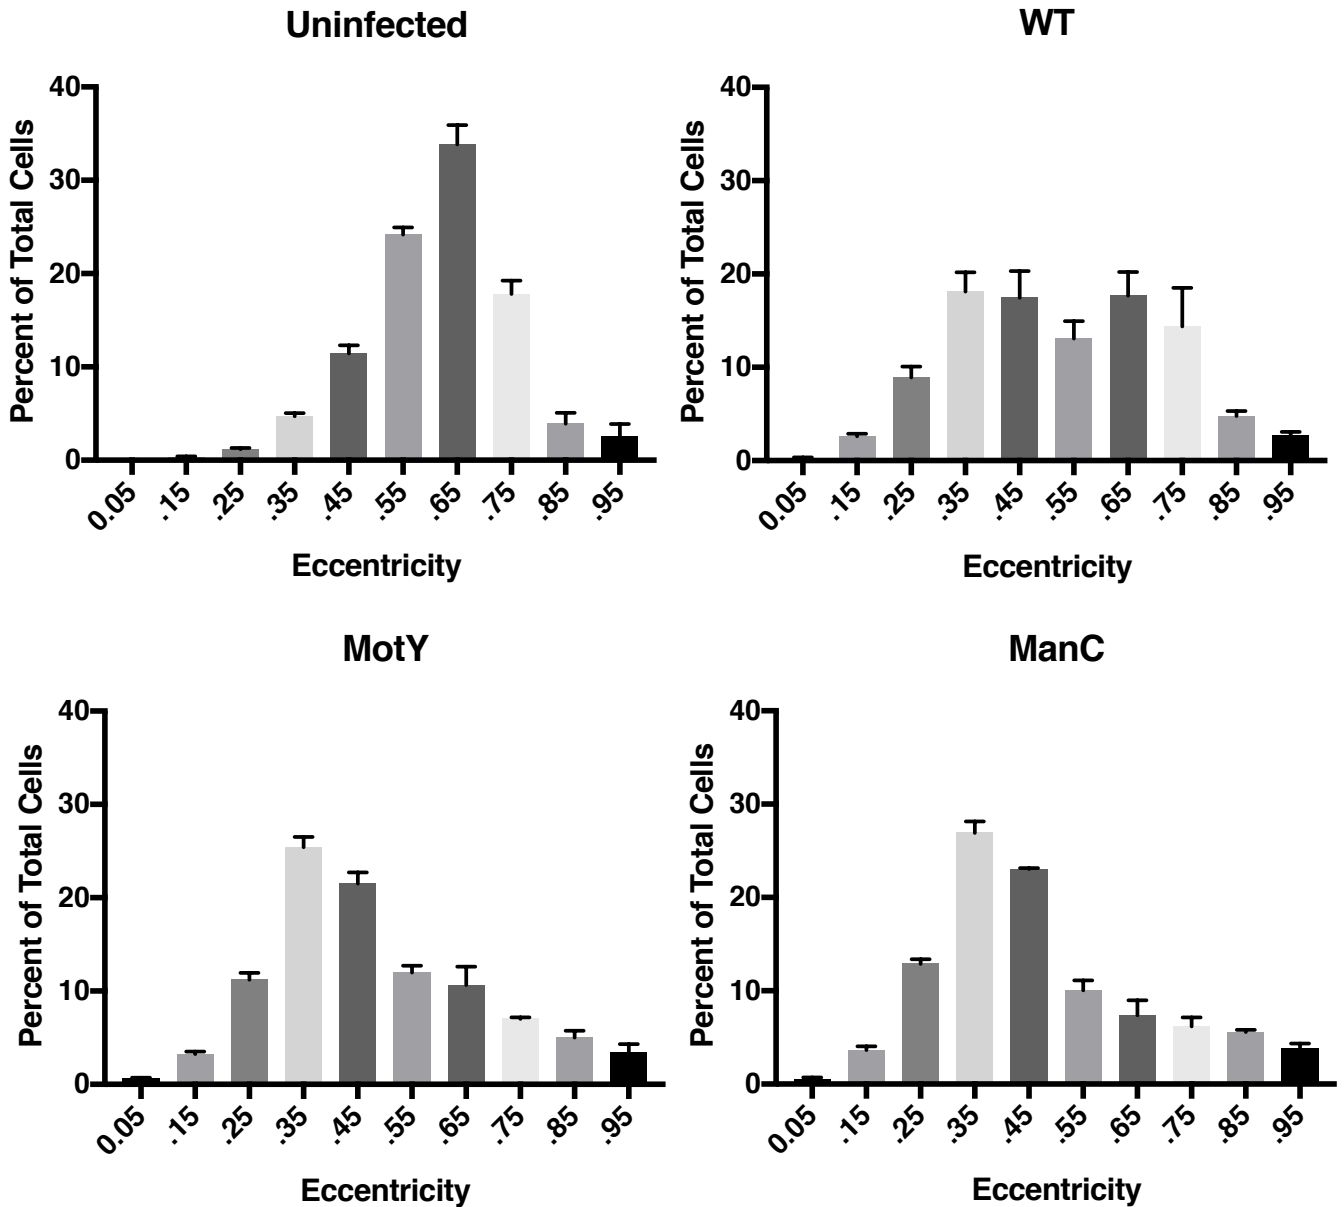 Uninfected
Percent of Total Cells
40
30
20
10
0
0.05 .15 .25 .35 .45 .55 .65 .75 .85 .95
Eccentricity
WT
Percent of Total Cells
40
30
20
10
0
0.05 .15 .25 .35 .45 .55 .65 .75 .85 .95
Eccentricity
MotY
Percent of Total Cells
40
30
20
10
0
0.05 .15 .25 .35 .45 .55 .65 .75 .85 .95
Eccentricity
ManC
Percent of Total Cells
40
30
20
10
0
0.05 .15 .25 .35 .45 .55 .65 .75 .85 .95
Eccentricity